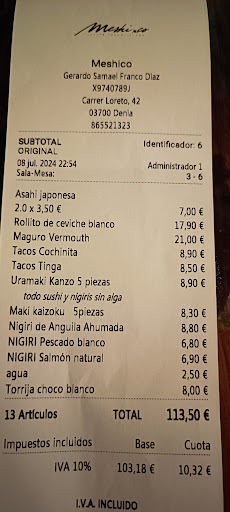 Meshico
Meshico
Gerardo Samael Franco Diaz
X9740789J
Carrer Loreto, 42
03700 Denia
865521323
SUBTOTAL Identificador: 6
ORIGINAL
08 jul. 2024 22:54 Administrador 1
Sala-Mesa: 3 - 6
Asahi japonesa
2.0 x 3,50 € 7,00 €
Rollito de ceviche blanco 17,90 €
Maguro Vermouth 21,00 €
Tacos Cochinita 8,90 €
Tacos Tinga 8,50 €
Uramaki Kanzo 5 piezas 8,90 €
todo sushi y nigiris sin alga
Maki kaizoku 5piezas 8,30 €
Nigiri de Anguila Ahumada 8,80 €
NIGIRI Pescado blanco 6,80 €
NIGIRI Salmón natural 6,90 €
agua 2,50 €
Torrija choco blanco 8,00 €
13 Artículos TOTAL 113,50 €
Impuestos incluidos Base Cuota
IVA 10% 103,18 € 10,32 €
I.V.A. INCLUIDO